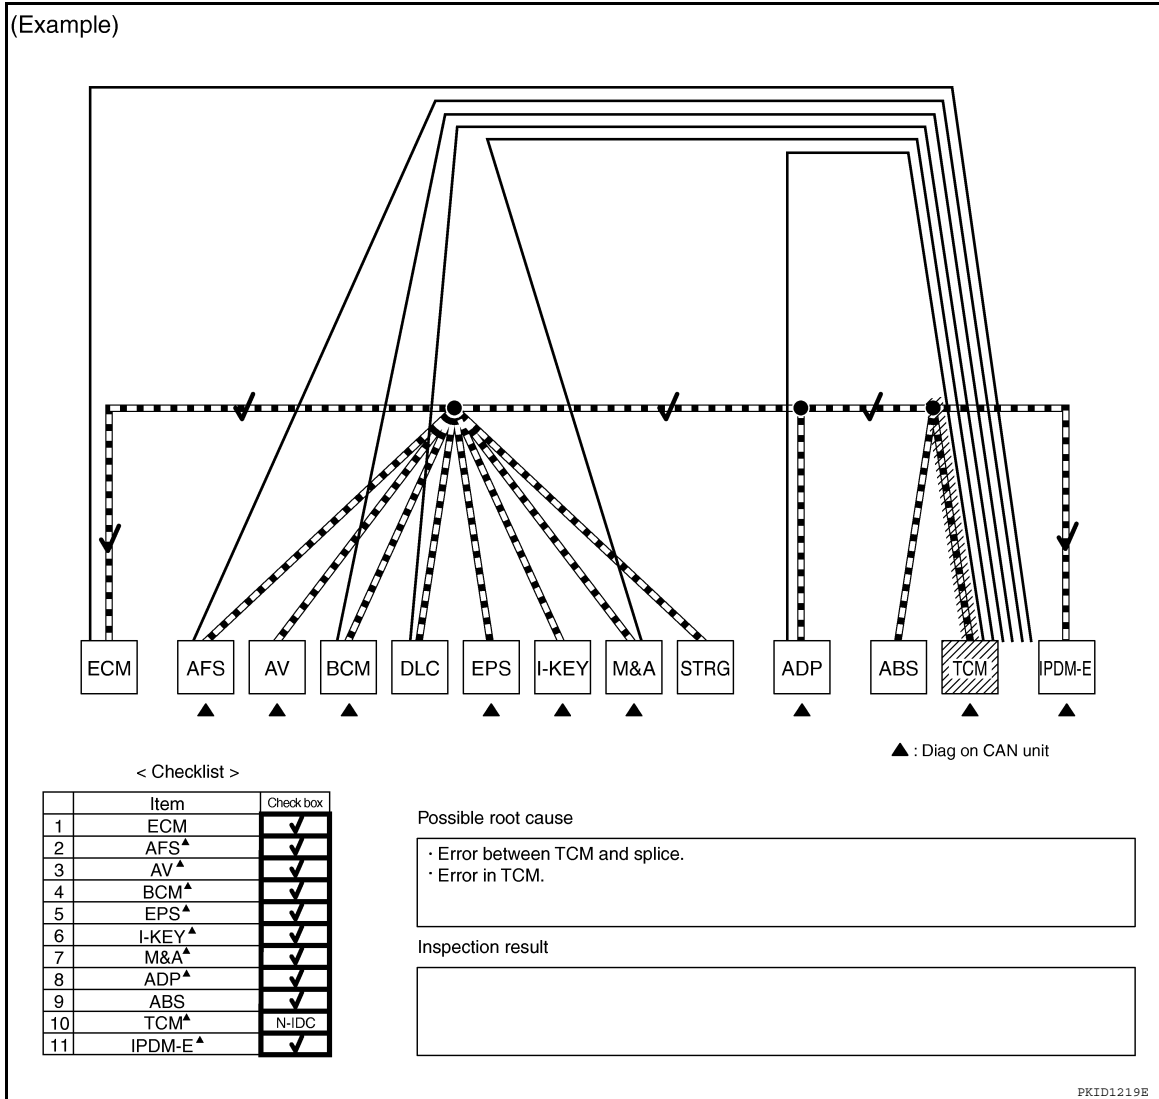 (Example)
ECM AFS AV BCM DLC EPS I-KEY M&A STRG ADP ABS TCM IPDM-E
▲ : Diag on CAN unit
< Checklist >
Item Check box
1 ECM ✓
2 AFS▲ ✓
3 AV▲ ✓
4 BCM▲ ✓
5 EPS▲ ✓
6 I-KEY▲ ✓
7 M&A▲ ✓
8 ADP▲ ✓
9 ABS ✓
10 TCM▲ N-IDC
11 IPDM-E▲ ✓
Possible root cause
· Error between TCM and splice.
· Error in TCM.
Inspection result
PKID1219E